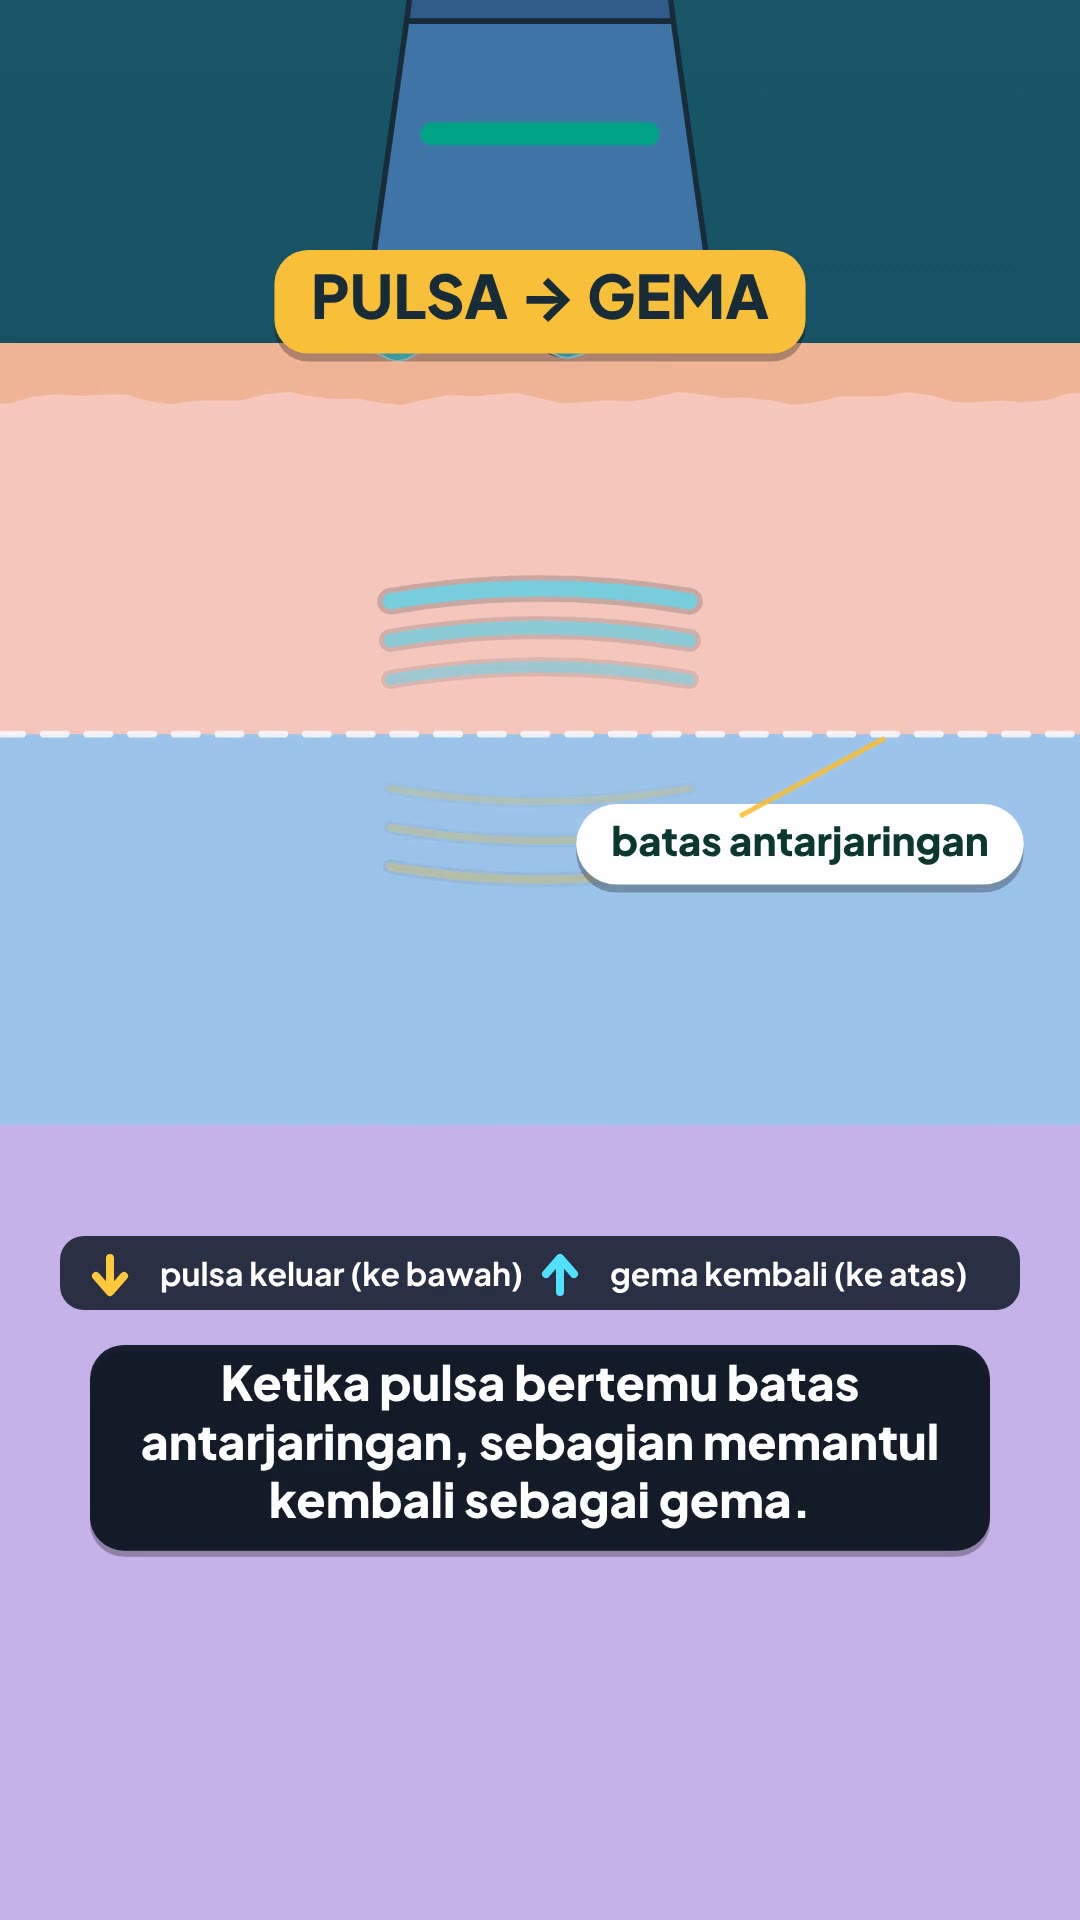 PULSA → GEMA
batas antarjaringan
pulsa keluar (ke bawah)
gema kembali (ke atas)
Ketika pulsa bertemu batas
antarjaringan, sebagian memantul
kembali sebagai gema.